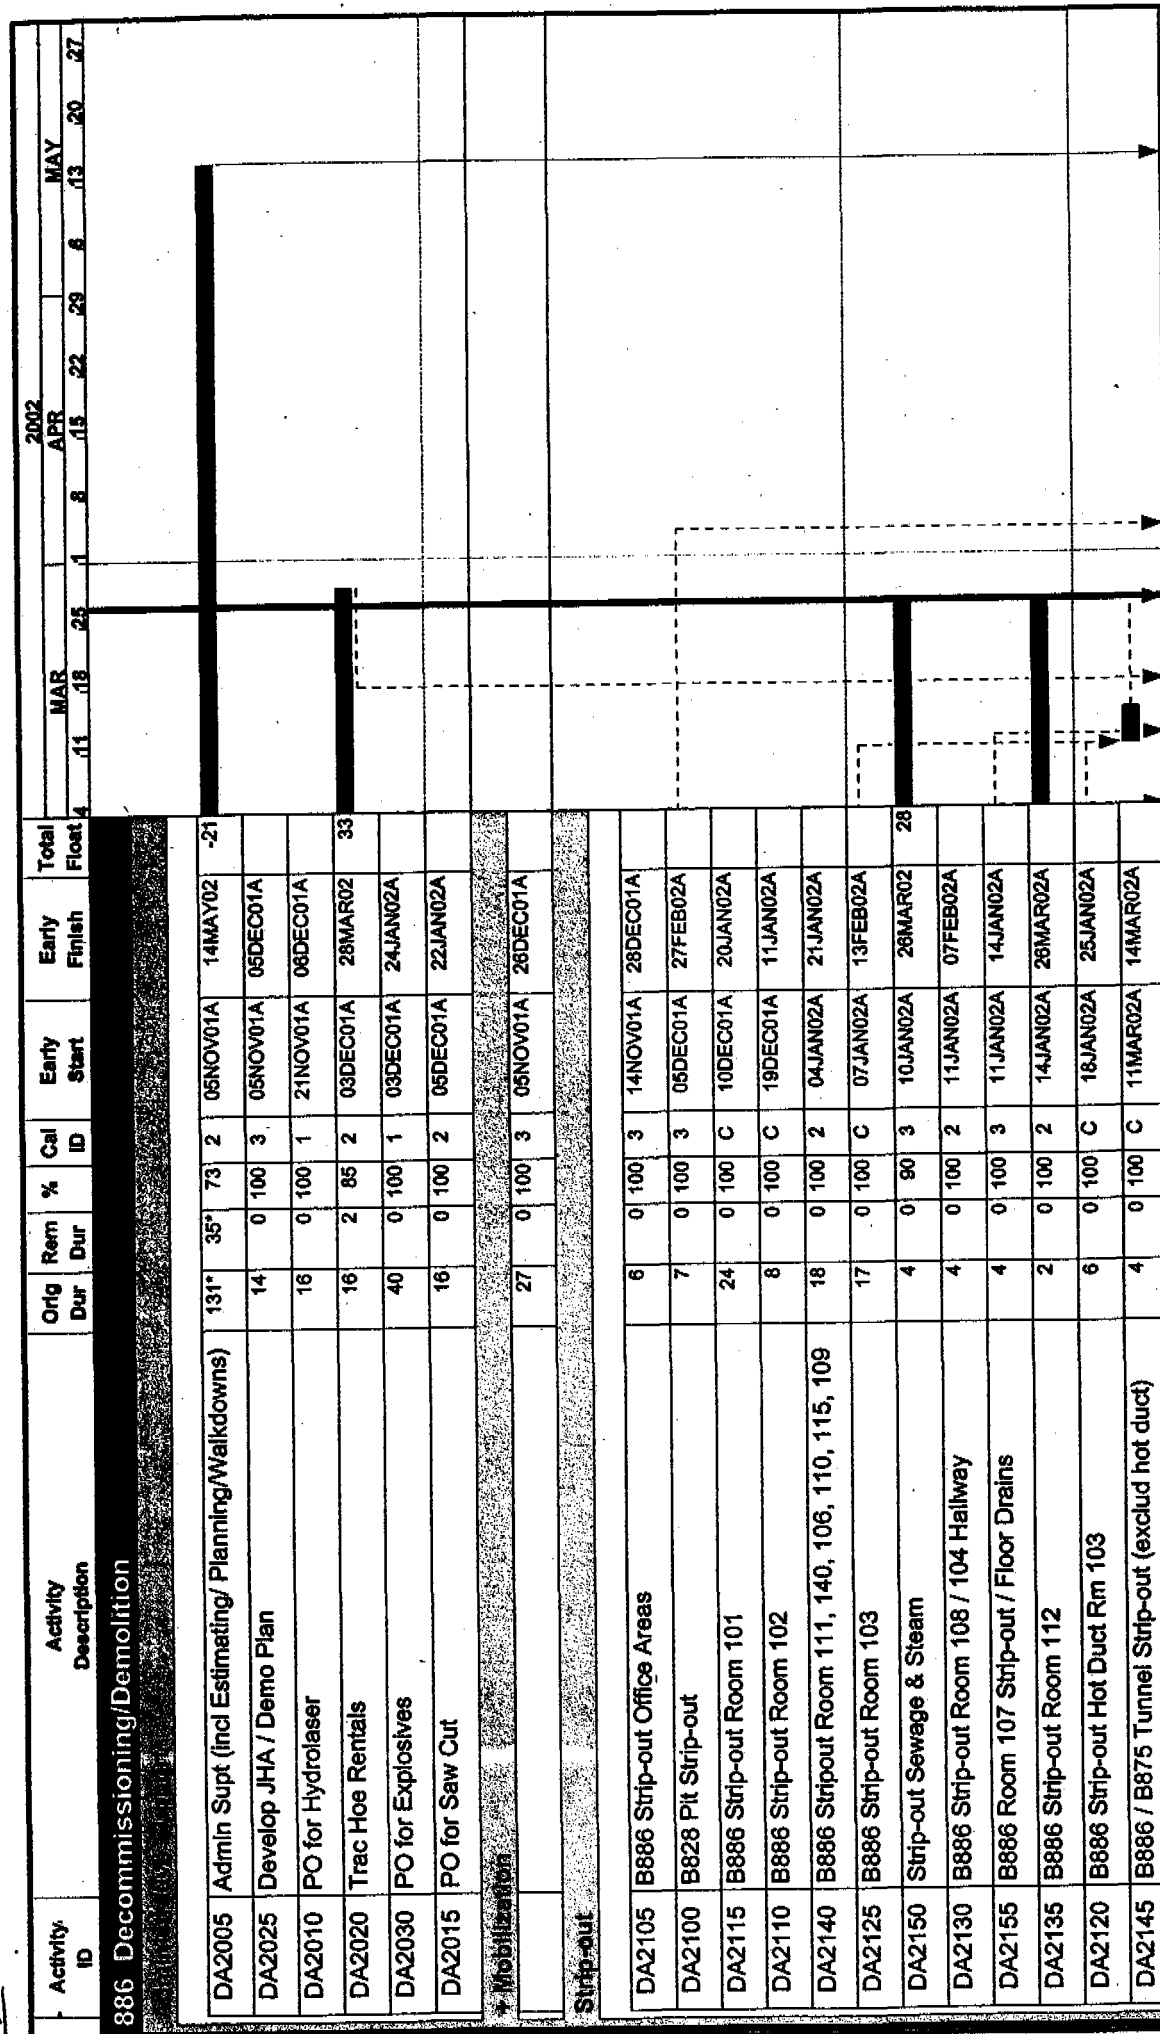 Activity ID Activity Description Orig Dur Rem Dur % Cal ID Early Start Early Finish Total Float
2002
MAR APR MAY
4 11 18 25 1 8 15 22 29 6 13 20 27
886 Decommissioning/Demolition
DA2005 Admin Supt (incl Estimating/ Planning/Walkdowns) 131* 35* 73 2 05NOV01A 14MAY02 -21
DA2025 Develop JHA / Demo Plan 14 0 100 3 05NOV01A 05DEC01A
DA2010 PO for Hydrolaser 16 0 100 1 21NOV01A 06DEC01A
DA2020 Trac Hoe Rentals 16 2 85 2 03DEC01A 28MAR02 33
DA2030 PO for Explosives 40 0 100 1 03DEC01A 24JAN02A
DA2015 PO for Saw Cut 16 0 100 2 05DEC01A 22JAN02A
+ Mobilization
27 0 100 3 05NOV01A 26DEC01A
Strip-out
DA2105 B886 Strip-out Office Areas 6 0 100 3 14NOV01A 28DEC01A
DA2100 B828 Pit Strip-out 7 0 100 3 05DEC01A 27FEB02A
DA2115 B886 Strip-out Room 101 24 0 100 C 10DEC01A 20JAN02A
DA2110 B886 Strip-out Room 102 8 0 100 C 19DEC01A 11JAN02A
DA2140 B886 Stripout Room 111, 140, 106, 110, 115, 109 18 0 100 2 04JAN02A 21JAN02A
DA2125 B886 Strip-out Room 103 17 0 100 C 07JAN02A 13FEB02A
DA2150 Strip-out Sewage & Steam 4 0 90 3 10JAN02A 26MAR02 28
DA2130 B886 Strip-out Room 108 / 104 Hallway 4 0 100 2 11JAN02A 07FEB02A
DA2155 B886 Room 107 Strip-out / Floor Drains 4 0 100 3 11JAN02A 14JAN02A
DA2135 B886 Strip-out Room 112 2 0 100 2 14JAN02A 26MAR02A
DA2120 B886 Strip-out Hot Duct Rm 103 6 0 100 C 18JAN02A 25JAN02A
DA2145 B886 / B875 Tunnel Strip-out (exclud hot duct) 4 0 100 C 11MAR02A 14MAR02A